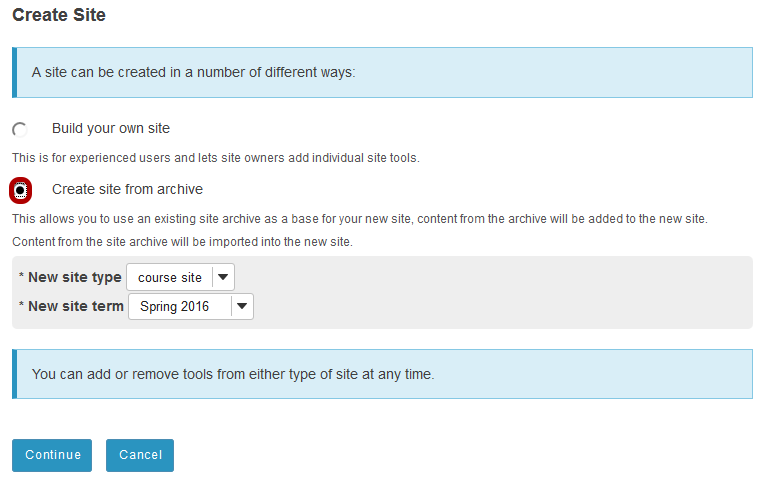 Create Site
A site can be created in a number of different ways:
Build your own site
This is for experienced users and lets site owners add individual site tools.
Create site from archive
This allows you to use an existing site archive as a base for your new site, content from the archive will be added to the new site.
Content from the site archive will be imported into the new site.
* New site type course site
* New site term Spring 2016
You can add or remove tools from either type of site at any time.
Continue Cancel